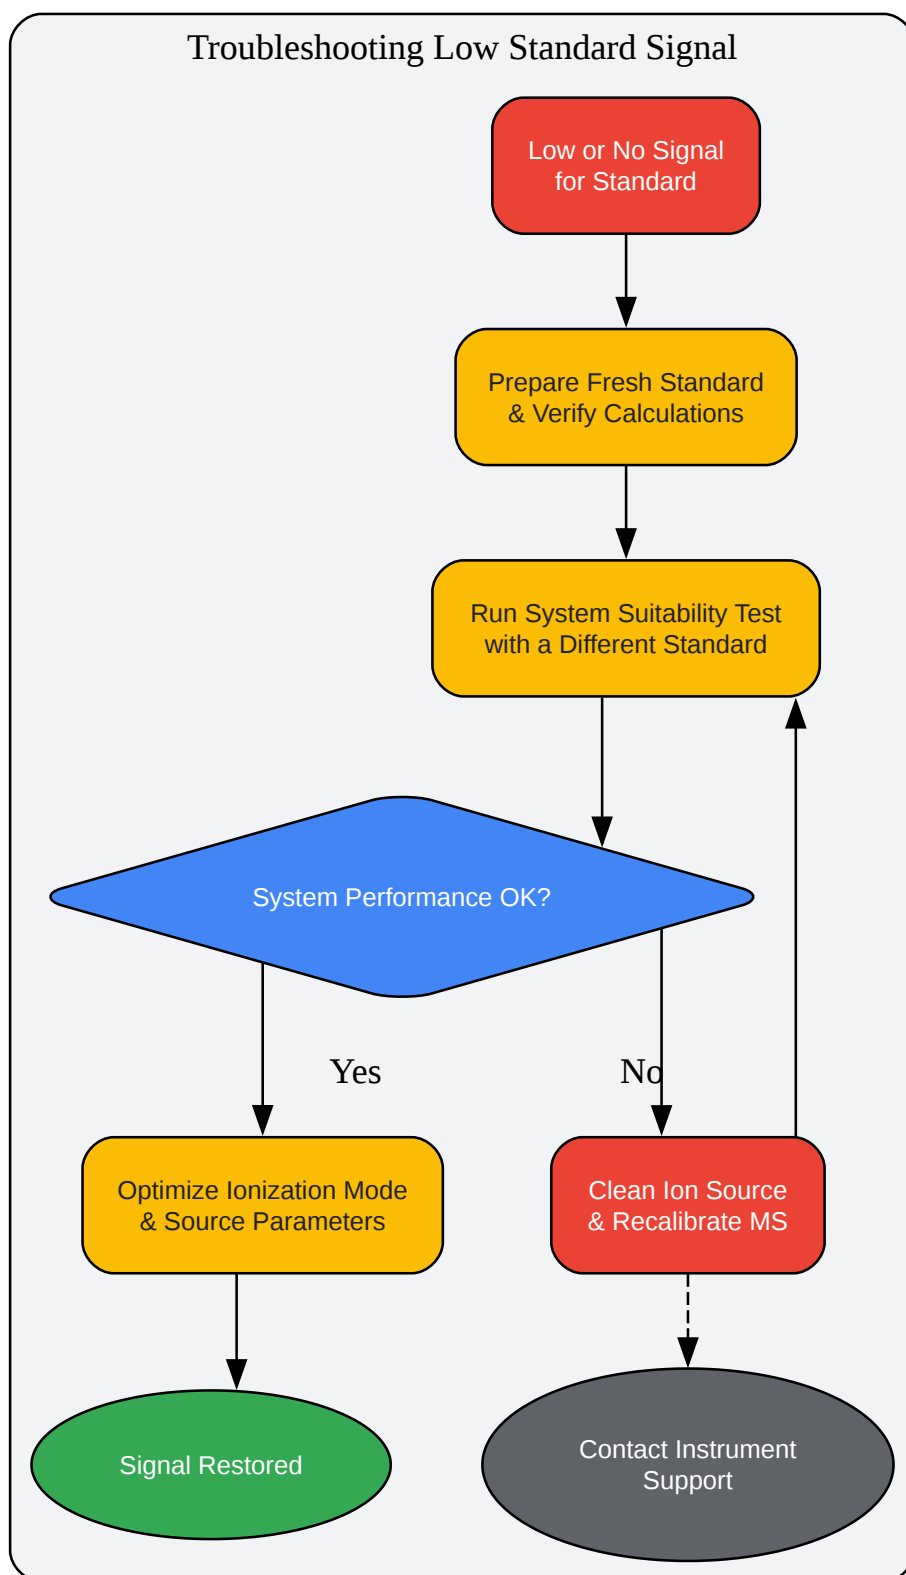 Troubleshooting Low Standard Signal
Low or No Signal
for Standard
Prepare Fresh Standard
& Verify Calculations
Run System Suitability Test
with a Different Standard
System Performance OK?
Yes
No
Optimize Ionization Mode
& Source Parameters
Clean Ion Source
& Recalibrate MS
Signal Restored
Contact Instrument
Support